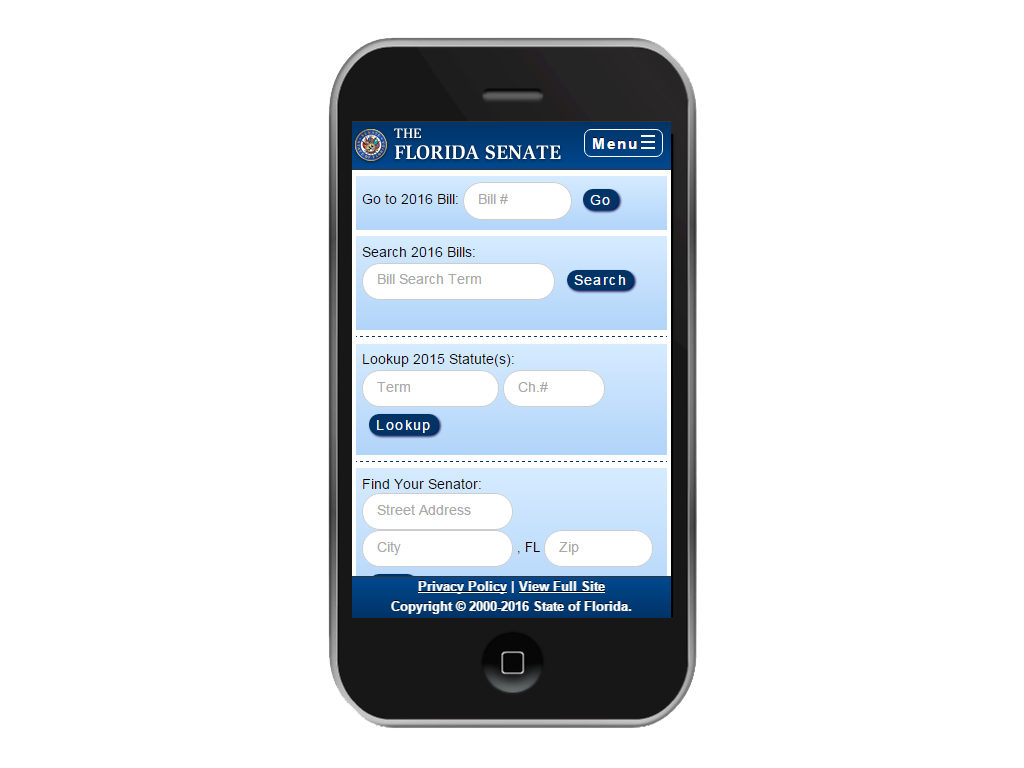 THE
FLORIDA SENATE
Menu
Go to 2016 Bill: Bill # Go
Search 2016 Bills:
Bill Search Term Search
Lookup 2015 Statute(s):
Term Ch.#
Lookup
Find Your Senator:
Street Address
City , FL Zip
Privacy Policy | View Full Site
Copyright © 2000-2016 State of Florida.